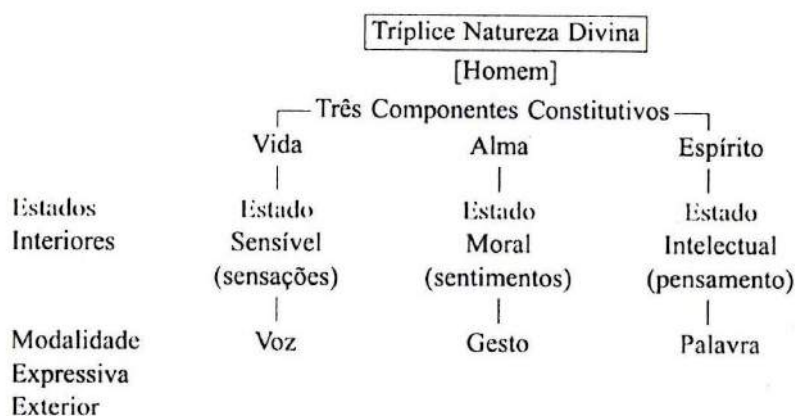 Tríplice Natureza Divina
[Homem]
Três Componentes Constitutivos
Vida Alma Espírito
Estados Estado Estado Estado
Interiores Sensível Moral Intelectual
(sensações) (sentimentos) (pensamento)
Modalidade Voz Gesto Palavra
Expressiva
Exterior